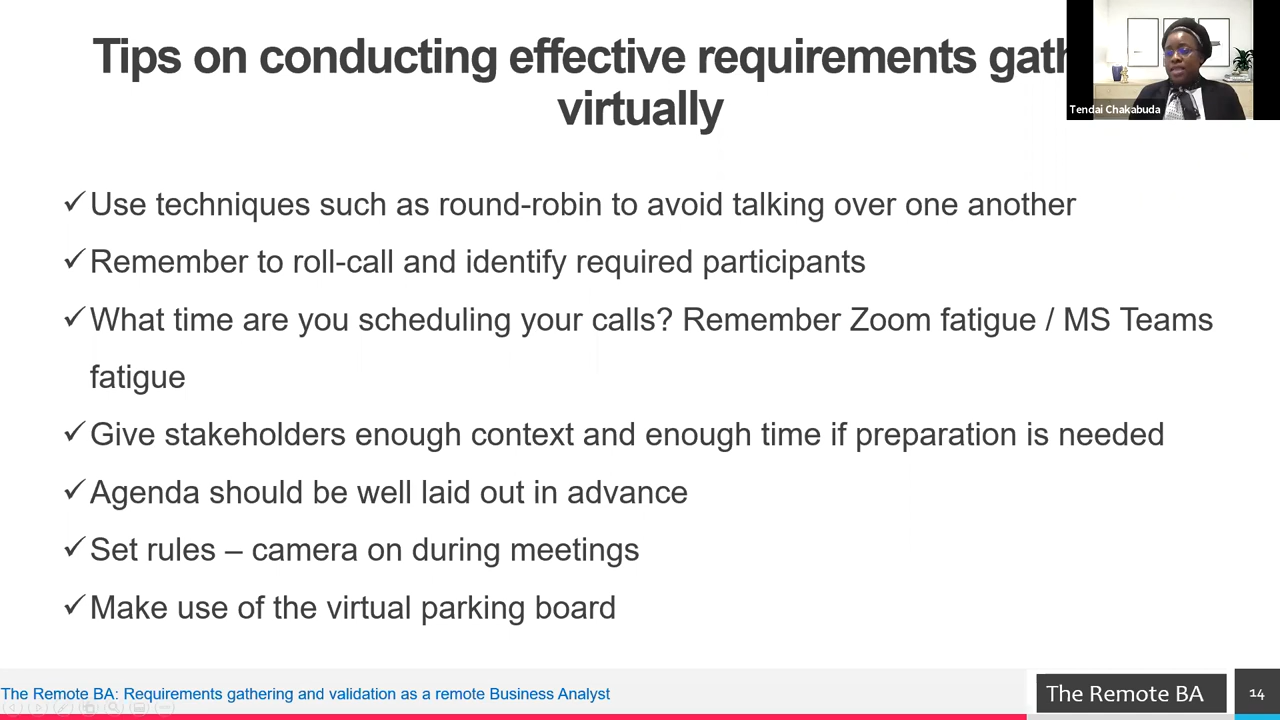 Tips on conducting effective requirements
virtually
Tendai Chakabuda
✓Use techniques such as round-robin to avoid talking over one another
✓Remember to roll-call and identify required participants
✓What time are you scheduling your calls? Remember Zoom fatigue / MS Teams
fatigue
✓Give stakeholders enough context and enough time if preparation is needed
✓Agenda should be well laid out in advance
✓Set rules – camera on during meetings
✓Make use of the virtual parking board
The Remote BA: Requirements gathering and validation as a remote Business Analyst
The Remote BA
14